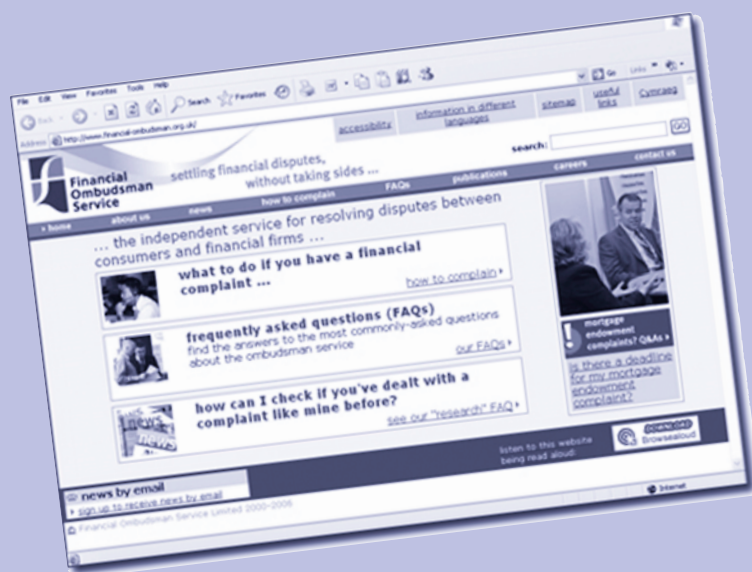 File Edit View Favorites Tools Help
Back Search Favorites
Address http://www.financial-ombudsman.org.uk/ Go Links
accessibility information in different languages sitemap useful links Cymraeg
Financial
Ombudsman
Service
settling financial disputes,
without taking sides ...
search: GO
home about us news how to complain FAQs publications careers contact us
... the independent service for resolving disputes between
consumers and financial firms ...
what to do if you have a financial
complaint ...
how to complain
frequently asked questions (FAQs)
find the answers to the most commonly-asked questions
about the ombudsman service
our FAQs
how can I check if you've dealt with a
complaint like mine before?
see our "research" FAQ
news
news
! mortgage
endowment
complaints? Q&As
Is there a deadline
for my mortgage
endowment
complaint?
listen to this website
being read aloud:
DOWNLOAD
Browsealoud
news by email
sign up to receive news by email
© Financial Ombudsman Service Limited 2000-2006
Internet